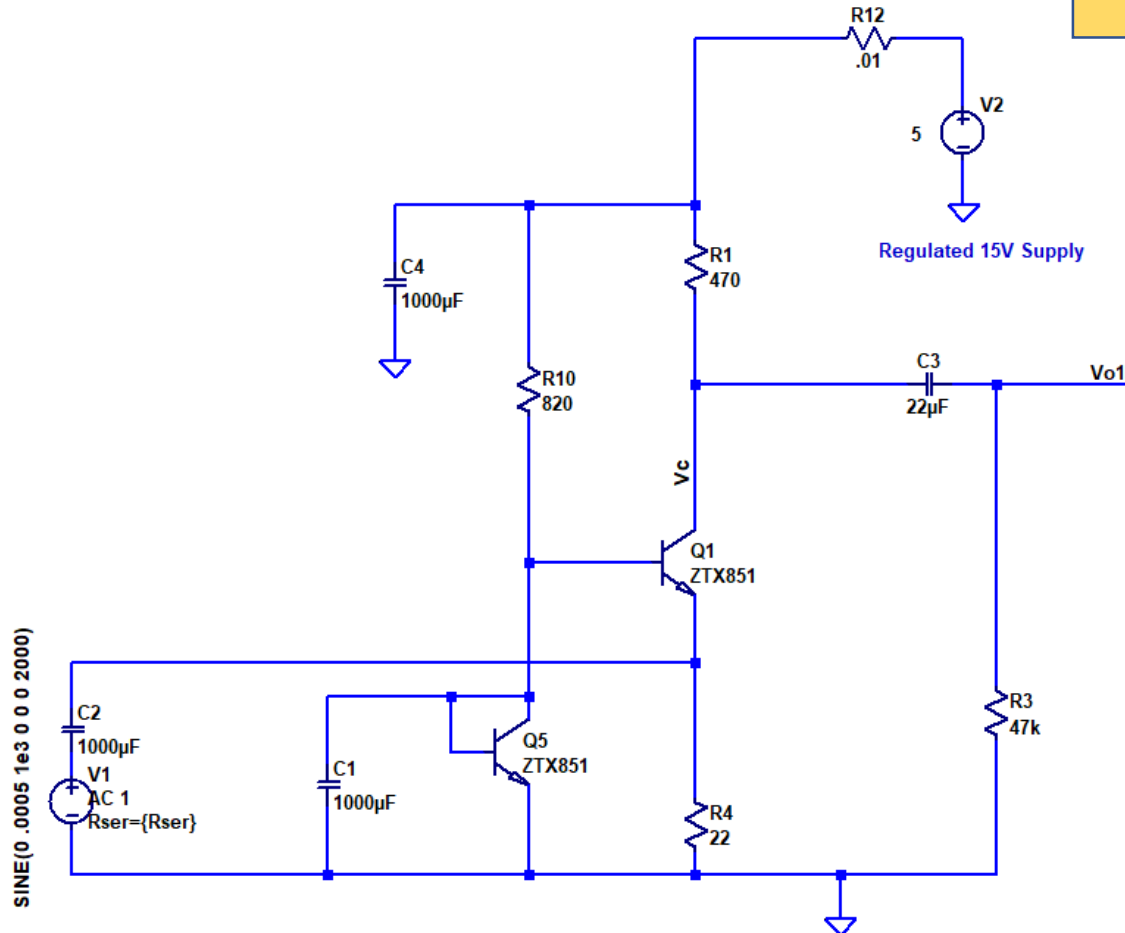 R12
.01
V2
5
Regulated 15V Supply
C4
1000µF
R1
470
R10
820
C3
22µF
Vo1
Vc
Q1
ZTX851
SINE(0 .0005 1e3 0 0 0 2000)
C2
1000µF
V1
AC 1
Rser={Rser}
C1
1000µF
Q5
ZTX851
R4
22
R3
47k